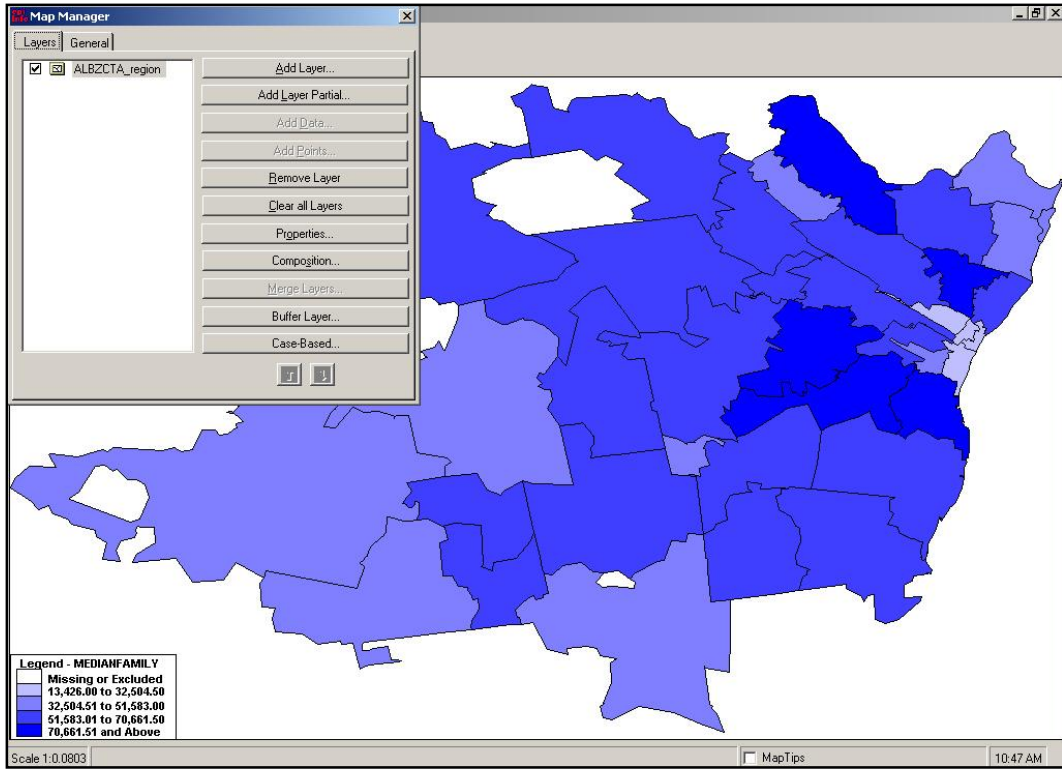 Map Manager
Layers General
ALBZCTA_region
Add Layer...
Add Layer Partial...
Add Data...
Add Points...
Remove Layer
Clear all Layers
Properties...
Composition...
Merge Layers...
Buffer Layer...
Case-Based...
Legend - MEDIANFAMILY
Missing or Excluded
13,426.00 to 32,504.50
32,504.51 to 51,583.00
51,583.01 to 70,661.50
70,661.51 and Above
Scale 1:0.0803 MapTips 10:47 AM